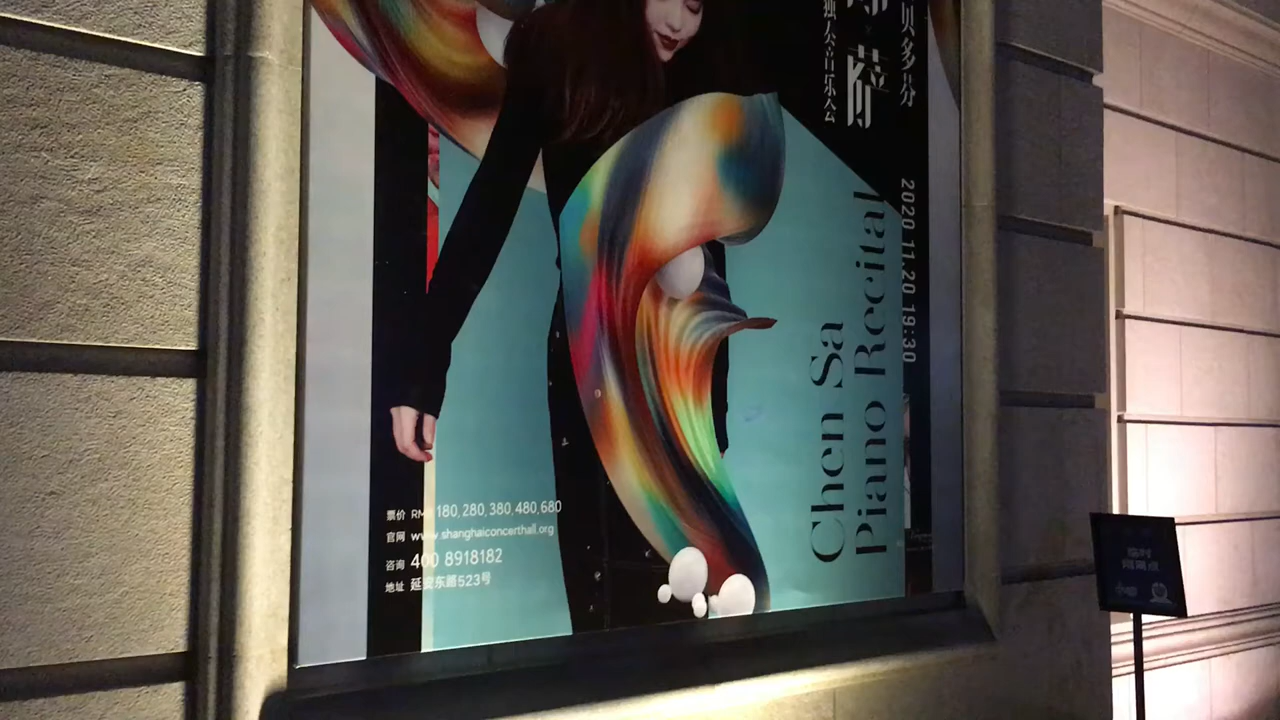 贝多芬
萨
独奏音乐会
2020.11.20 19:30
Chen Sa
Piano Recital
票价 RMB 180, 280, 380, 480, 680
官网 www.shanghaiconcerthall.org
咨询 400 8918182
地址 延安东路523号
临时